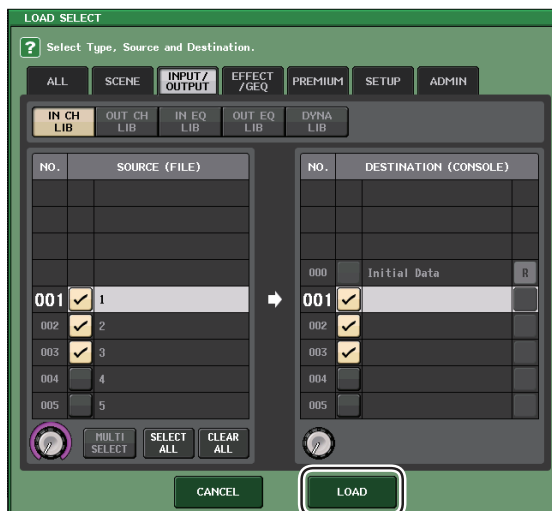 LOAD SELECT
? Select Type, Source and Destination.
ALL SCENE INPUT/ OUTPUT EFFECT /GEQ PREMIUM SETUP ADMIN
IN CH LIB OUT CH LIB IN EQ LIB OUT EQ LIB DYNA LIB
NO. SOURCE (FILE) NO. DESTINATION (CONSOLE)
000 Initial Data R
001 1 001
002 2 002
003 3 003
004 4 004
005 5 005
MULTI SELECT SELECT ALL CLEAR ALL
CANCEL LOAD